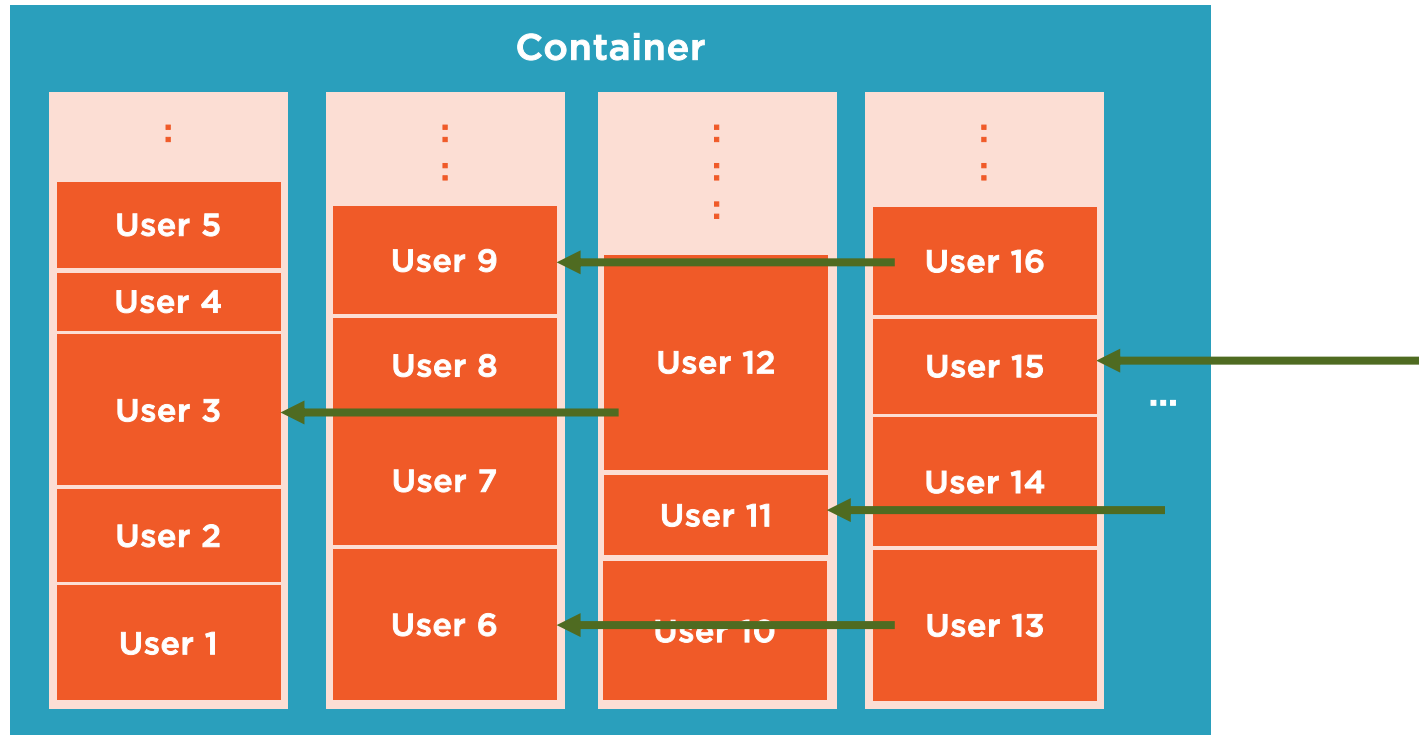 Container
:
User 5
User 4
User 3
User 2
User 1
:
:
User 9
User 8
User 7
User 6
:
:
:
User 12
User 11
User 10
:
:
User 16
User 15
User 14
User 13
...